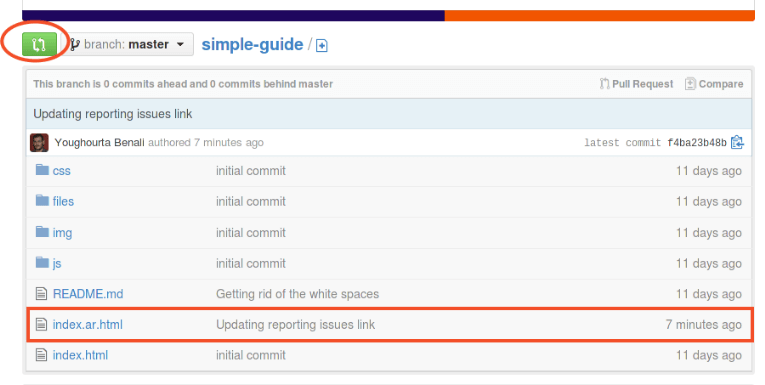 branch: master simple-guide /
This branch is 0 commits ahead and 0 commits behind master Pull Request Compare
Updating reporting issues link
Youghourta Benali authored 7 minutes ago latest commit f4ba23b48b
css initial commit 11 days ago
files initial commit 11 days ago
img initial commit 11 days ago
js initial commit 11 days ago
README.md Getting rid of the white spaces 11 days ago
index.ar.html Updating reporting issues link 7 minutes ago
index.html initial commit 11 days ago